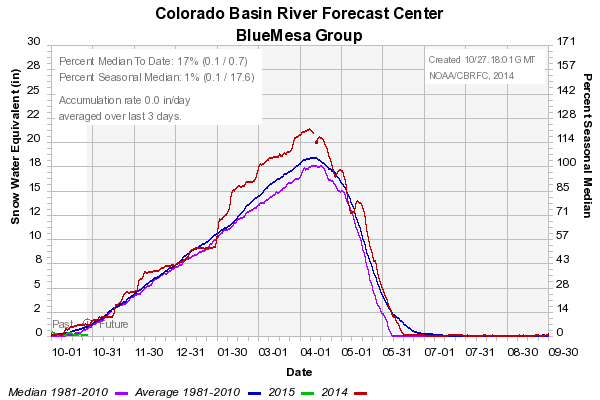 Colorado Basin River Forecast Center
BlueMesa Group
Percent Median To Date: 17% (0.1 / 0.7)
Percent Seasonal Median: 1% (0.1 / 17.6)
Accumulation rate 0.0 in/day
averaged over last 3 days.
Created 10/27.18:01 GMT
NOAA/CBRFC, 2014
Snow Water Equivalent (in)
30
28
25
22
20
18
15
12
10
8
5
2
0
Percent Seasonal Median
171
156
142
128
114
100
85
71
57
43
28
14
0
Past
Future
10-01 10-31 11-30 12-31 01-30 03-01 04-01 05-01 05-31 07-01 07-31 08-30 09-30
Date
Median 1981-2010 Average 1981-2010 2015 2014